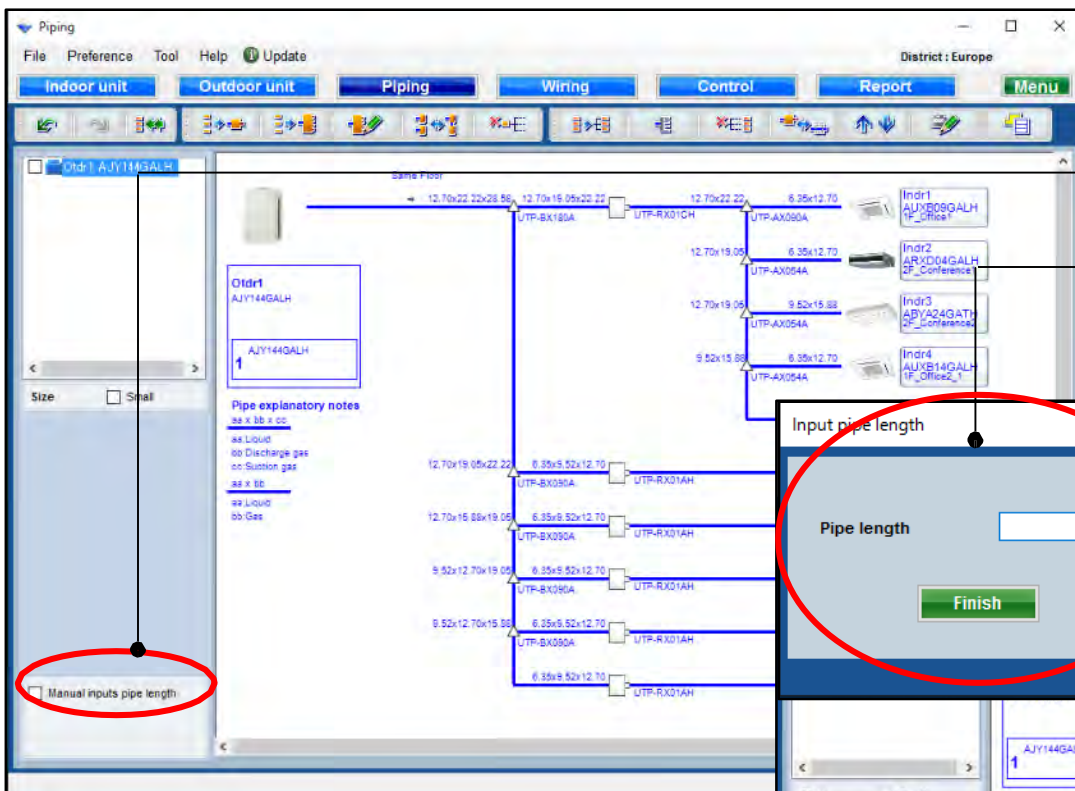 Piping
File Preference Tool Help Update District : Europe
Indoor unit Outdoor unit Piping Wiring Control Report Menu
Otdr1 AJY144GALH
Size Small
Manual inputs pipe length
Same Floor
12.70x22.22x28.58 12.70x19.05x22.22 12.70x22.22 6.35x12.70
UTP-BX180A UTP-RX01CH UTP-AX090A
Indr1
AUXB09GALH
1F_Office1
12.70x19.05 6.35x12.70
UTP-AX054A
Indr2
ARXD04GALH
2F_Conference1
12.70x19.05 9.52x15.88
UTP-AX054A
Indr3
ABYA24GATH
2F_Conference2
9.52x15.88 6.35x12.70
UTP-AX054A
Indr4
AUXB14GALH
1F_Office2_1
Otdr1
AJY144GALH
AJY144GALH
1
Pipe explanatory notes
aa x bb x cc
aa:Liquid
bb:Discharge gas
cc:Suction gas
aa x bb
aa:Liquid
bb:Gas
12.70x19.05x22.22 6.35x9.52x12.70
UTP-BX090A UTP-RX01AH
12.70x15.88x19.05 6.35x9.52x12.70
UTP-BX090A UTP-RX01AH
9.52x12.70x19.05 6.35x9.52x12.70
UTP-BX090A UTP-RX01AH
9.52x12.70x15.88 6.35x9.52x12.70
UTP-BX090A UTP-RX01AH
6.35x9.52x12.70
UTP-RX01AH
Input pipe length
Pipe length
Finish
AJY144GA
1